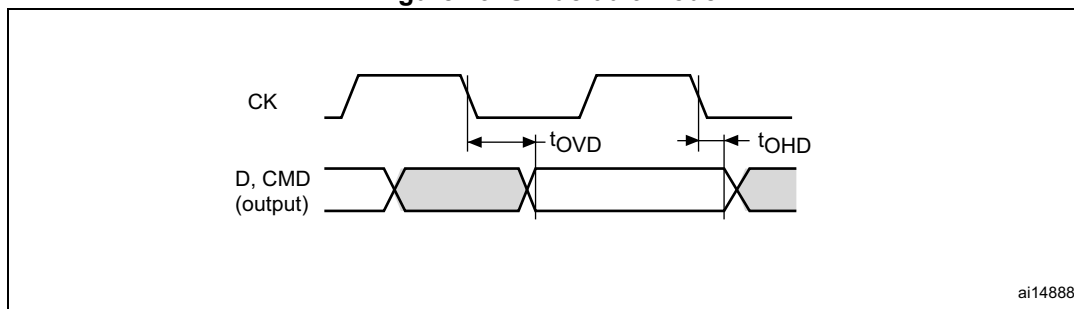 CK
tOVD
tOHD
D, CMD
(output)
ai14888